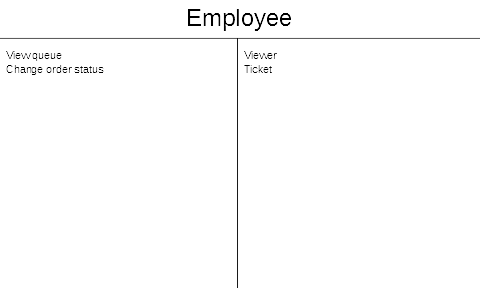 Employee
View queue
Change order status
Viewer
Ticket